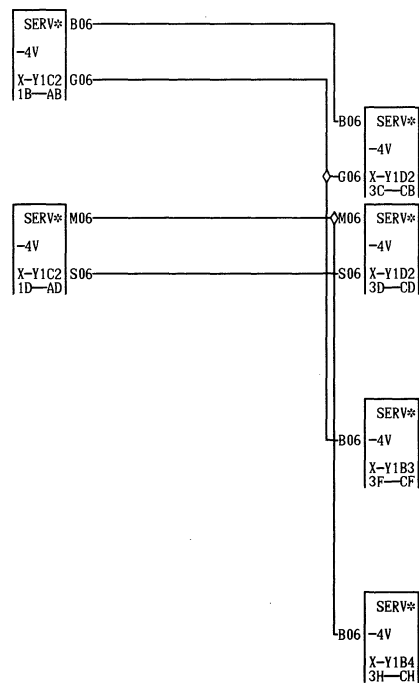 SERV* B06
-4V
X-Y1C2 G06
1B—AB
B06 SERV*
-4V
G06 X-Y1D2
3C—CB
SERV* M06
-4V
X-Y1C2 S06
1D—AD
M06 SERV*
-4V
S06 X-Y1D2
3D—CD
SERV*
B06 -4V
X-Y1B3
3F—CF
SERV*
B06 -4V
X-Y1B4
3H—CH